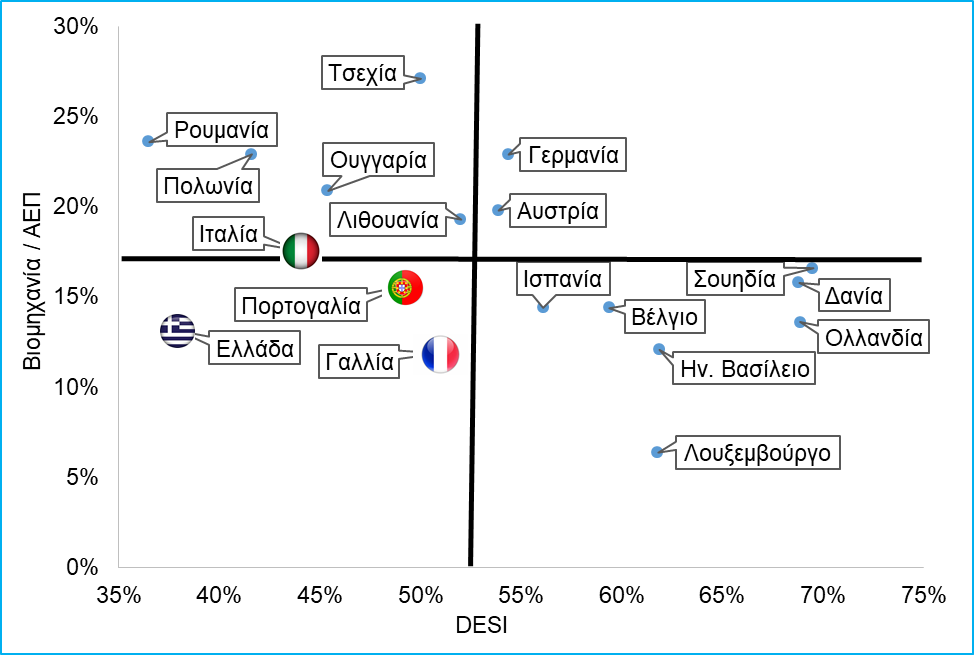 30%
Τσεχία
25%
Ρουμανία
Ουγγαρία
Γερμανία
Πολωνία
20%
Λιθουανία
Αυστρία
Ιταλία
Ισπανία
Σουηδία
15%
Πορτογαλία
Δανία
Βέλγιο
Ολλανδία
Ελλάδα
Γαλλία
Ην. Βασίλειο
10%
Λουξεμβούργο
5%
0%
Βιομηχανία / ΑΕΠ
35% 40% 45% 50% 55% 60% 65% 70% 75%
DESI